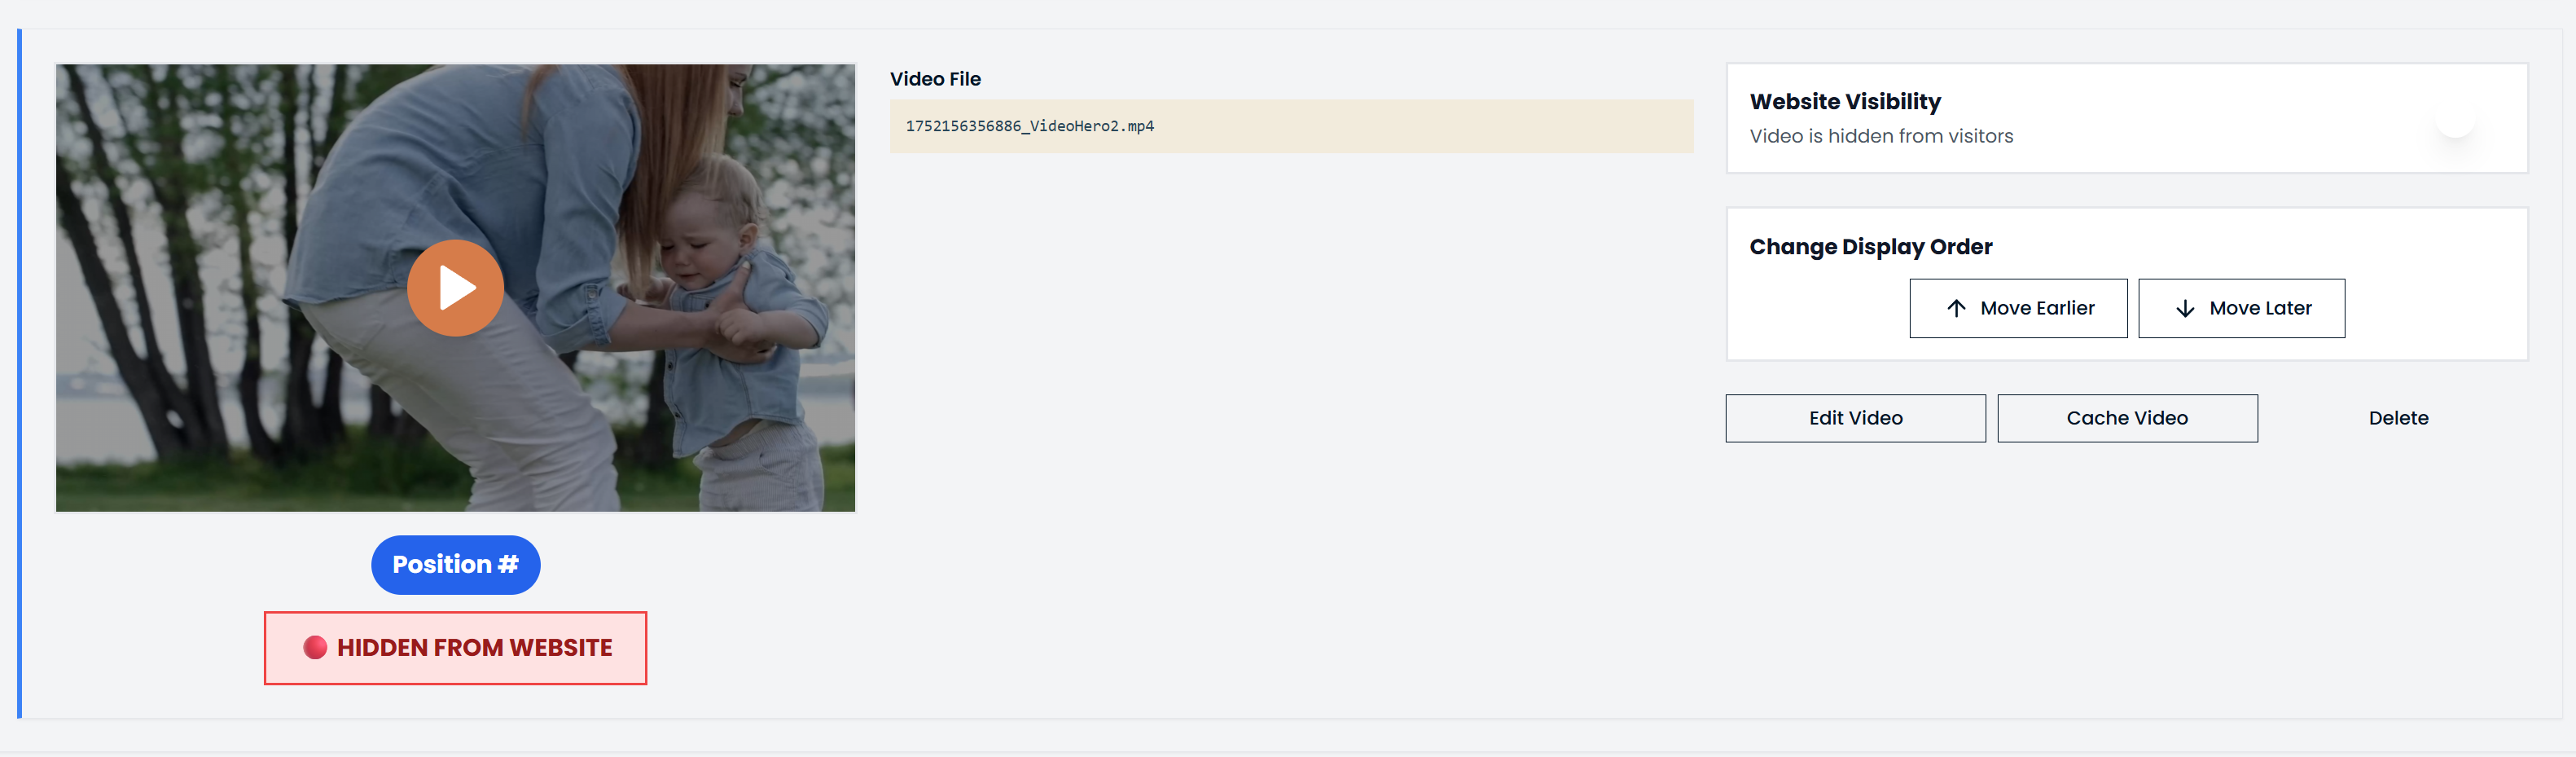 Video File
1752156356886_VideoHero2.mp4
Website Visibility
Video is hidden from visitors
Change Display Order
Move Earlier
Move Later
Edit Video
Cache Video
Delete
Position #
HIDDEN FROM WEBSITE